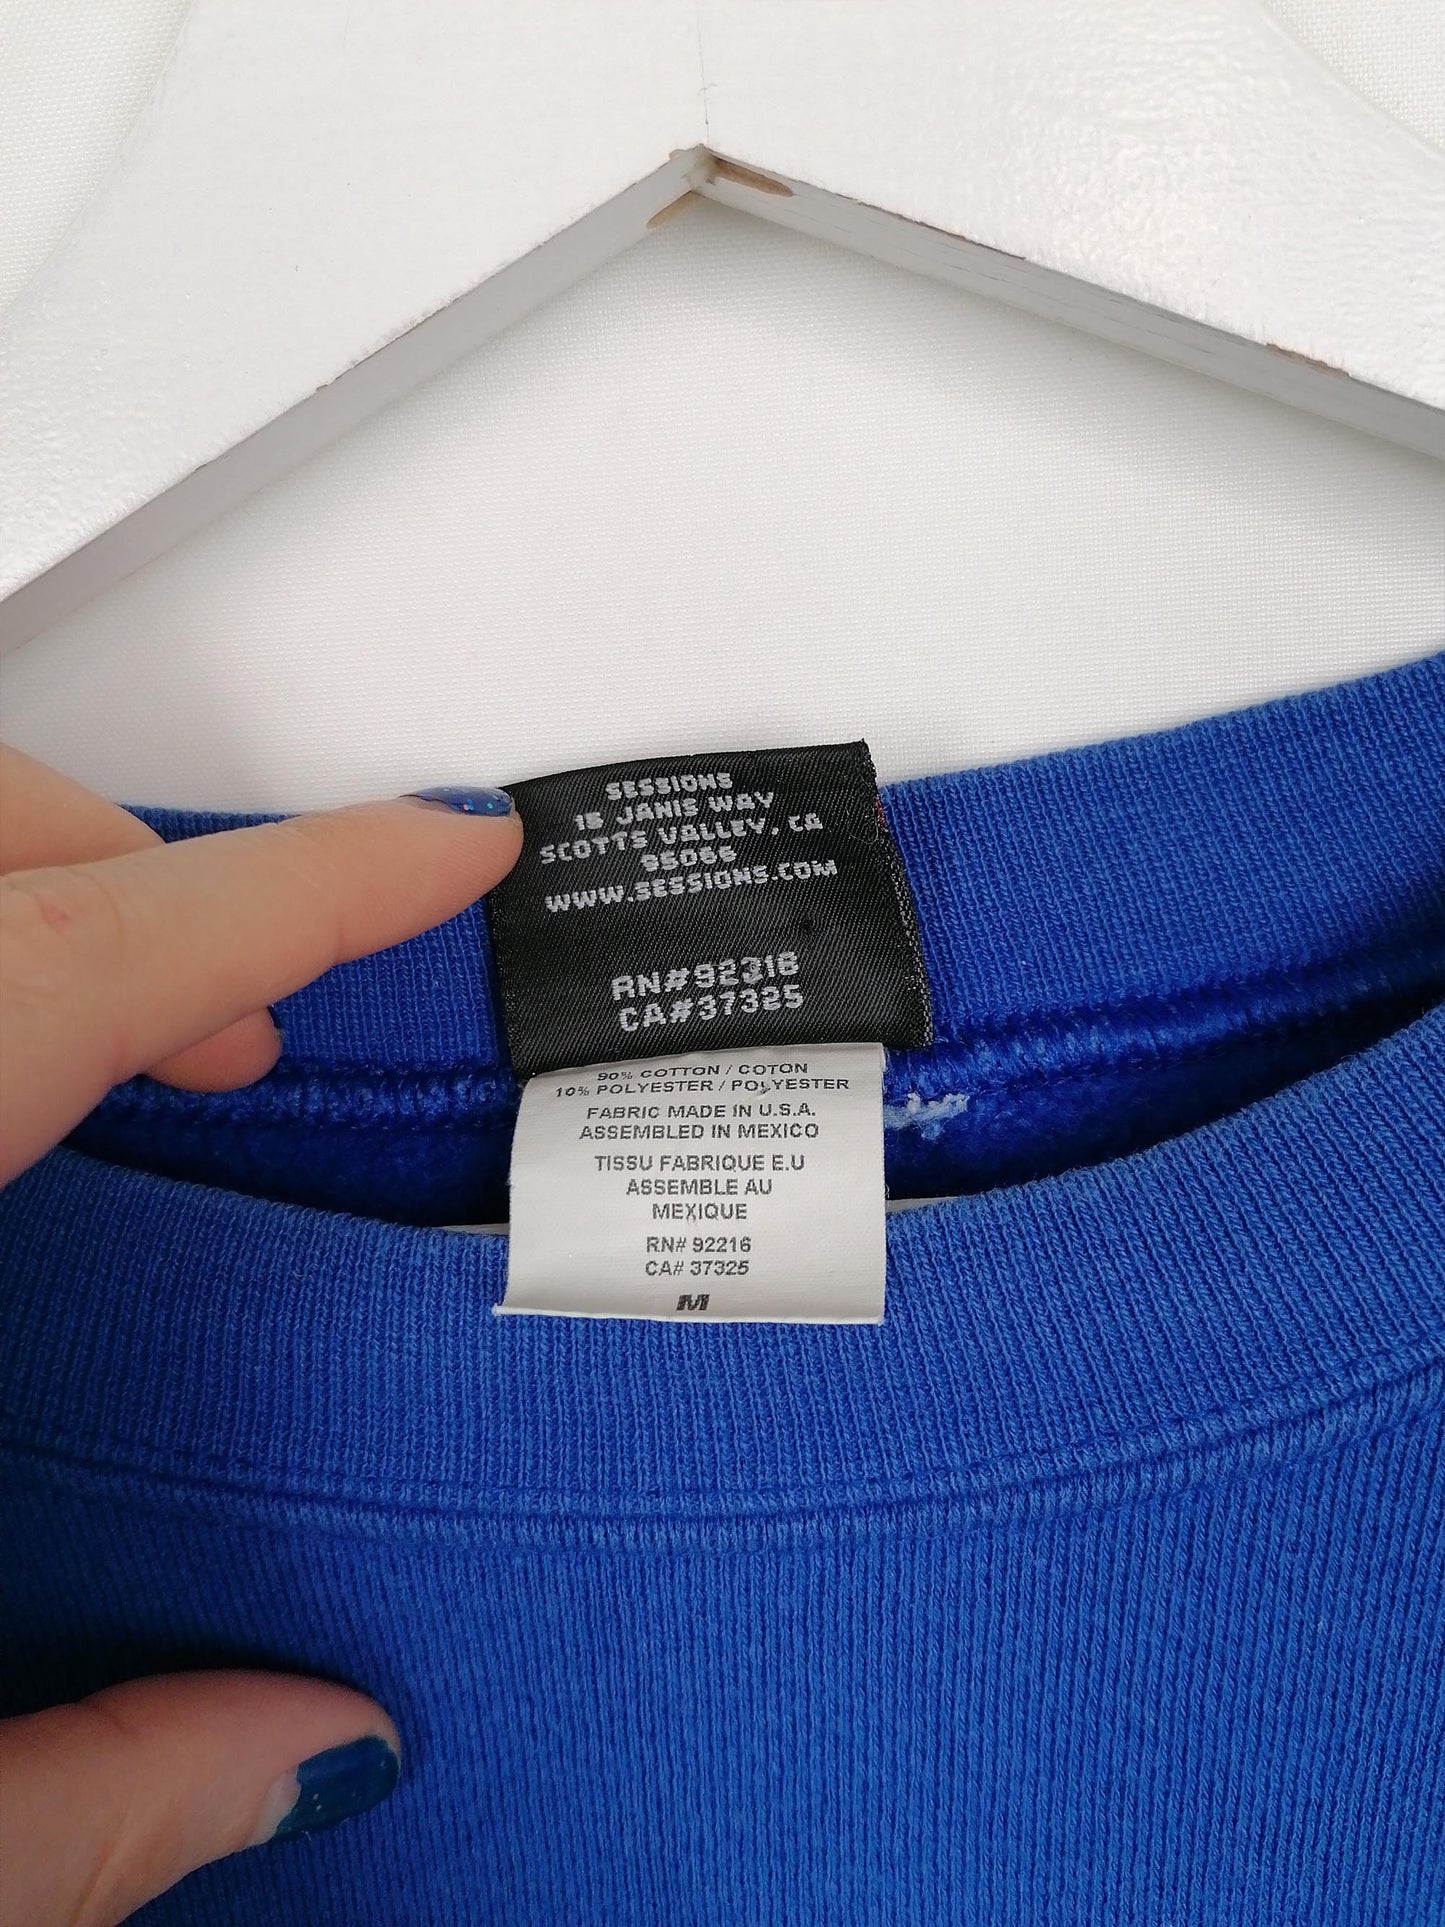 SESSIONS
15 JANIS WAY
SCOTTS VALLEY, CA
95066
WWW.SESSIONS.COM
RN#92216
CA#37325
90% COTTON / COTON
10% POLYESTER / POLYESTER
FABRIC MADE IN U.S.A.
ASSEMBLED IN MEXICO
TISSU FABRIQUE E.U
ASSEMBLE AU
MEXIQUE
RN# 92216
CA# 37325
M